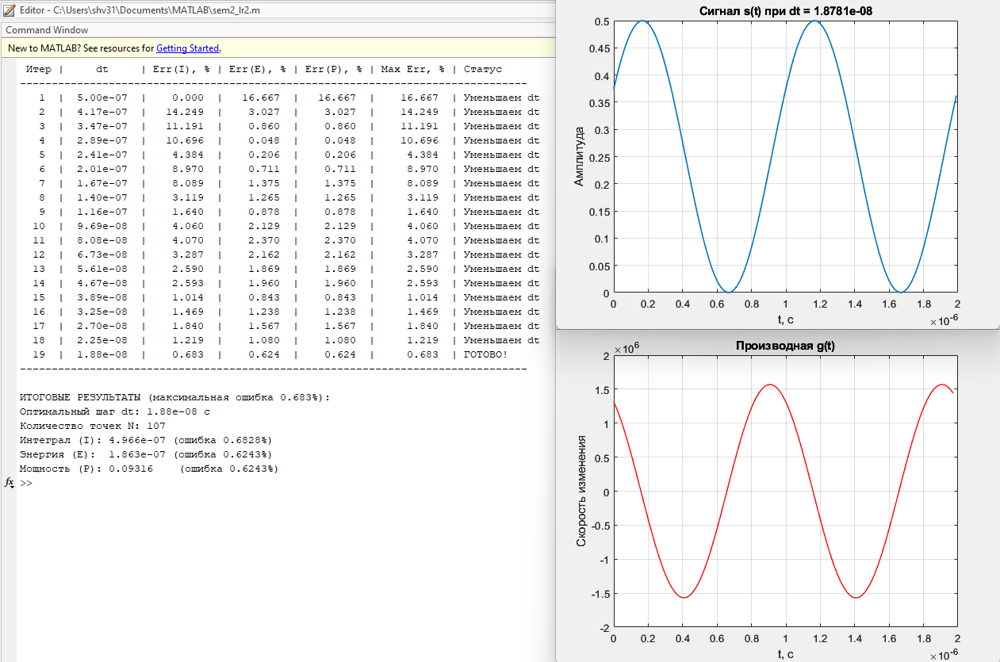 Editor - C:\Users\shv31\Documents\MATLAB\sem2_lr2.m
Command Window
New to MATLAB? See resources for Getting Started.
Итер | dt | Err(I), % | Err(E), % | Err(P), % | Max Err, % | Статус
--------------------------------------------------------------------------------
1 | 5.00e-07 | 0.000 | 16.667 | 16.667 | 16.667 | Уменьшаем dt
2 | 4.17e-07 | 14.249 | 3.027 | 3.027 | 14.249 | Уменьшаем dt
3 | 3.47e-07 | 11.191 | 0.860 | 0.860 | 11.191 | Уменьшаем dt
4 | 2.89e-07 | 10.696 | 0.048 | 0.048 | 10.696 | Уменьшаем dt
5 | 2.41e-07 | 4.384 | 0.206 | 0.206 | 4.384 | Уменьшаем dt
6 | 2.01e-07 | 8.970 | 0.711 | 0.711 | 8.970 | Уменьшаем dt
7 | 1.67e-07 | 8.089 | 1.375 | 1.375 | 8.089 | Уменьшаем dt
8 | 1.40e-07 | 3.119 | 1.265 | 1.265 | 3.119 | Уменьшаем dt
9 | 1.16e-07 | 1.640 | 0.878 | 0.878 | 1.640 | Уменьшаем dt
10 | 9.69e-08 | 4.060 | 2.129 | 2.129 | 4.060 | Уменьшаем dt
11 | 8.08e-08 | 4.070 | 2.370 | 2.370 | 4.070 | Уменьшаем dt
12 | 6.73e-08 | 3.287 | 2.162 | 2.162 | 3.287 | Уменьшаем dt
13 | 5.61e-08 | 2.590 | 1.869 | 1.869 | 2.590 | Уменьшаем dt
14 | 4.67e-08 | 2.593 | 1.960 | 1.960 | 2.593 | Уменьшаем dt
15 | 3.89e-08 | 1.014 | 0.843 | 0.843 | 1.014 | Уменьшаем dt
16 | 3.25e-08 | 1.469 | 1.238 | 1.238 | 1.469 | Уменьшаем dt
17 | 2.70e-08 | 1.840 | 1.567 | 1.567 | 1.840 | Уменьшаем dt
18 | 2.25e-08 | 1.219 | 1.080 | 1.080 | 1.219 | Уменьшаем dt
19 | 1.88e-08 | 0.683 | 0.624 | 0.624 | 0.683 | ГОТОВО!
--------------------------------------------------------------------------------
ИТОГОВЫЕ РЕЗУЛЬТАТЫ (максимальная ошибка 0.683%):
Оптимальный шаг dt: 1.88e-08 с
Количество точек N: 107
Интеграл (I): 4.966e-07 (ошибка 0.6828%)
Энергия (E): 1.863e-07 (ошибка 0.6243%)
Мощность (P): 0.09316 (ошибка 0.6243%)
fx >>
Сигнал s(t) при dt = 1.8781e-08
Амплитуда
0.5
0.45
0.4
0.35
0.3
0.25
0.2
0.15
0.1
0.05
0
0 0.2 0.4 0.6 0.8 1 1.2 1.4 1.6 1.8 2
t, с
×10-6
Производная g(t)
×10 6
Скорость изменения
2
1.5
1
0.5
0
-0.5
-1
-1.5
-2
0 0.2 0.4 0.6 0.8 1 1.2 1.4 1.6 1.8 2
t, с
×10-6